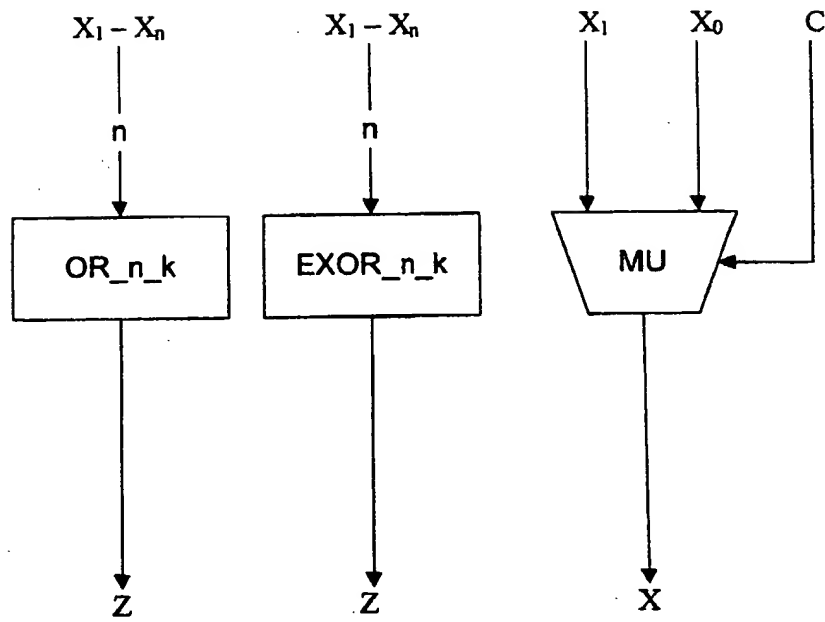 X₁ – Xₙ X₁ – Xₙ X₁ X₀ C
n n
OR_n_k EXOR_n_k MU
Z Z X